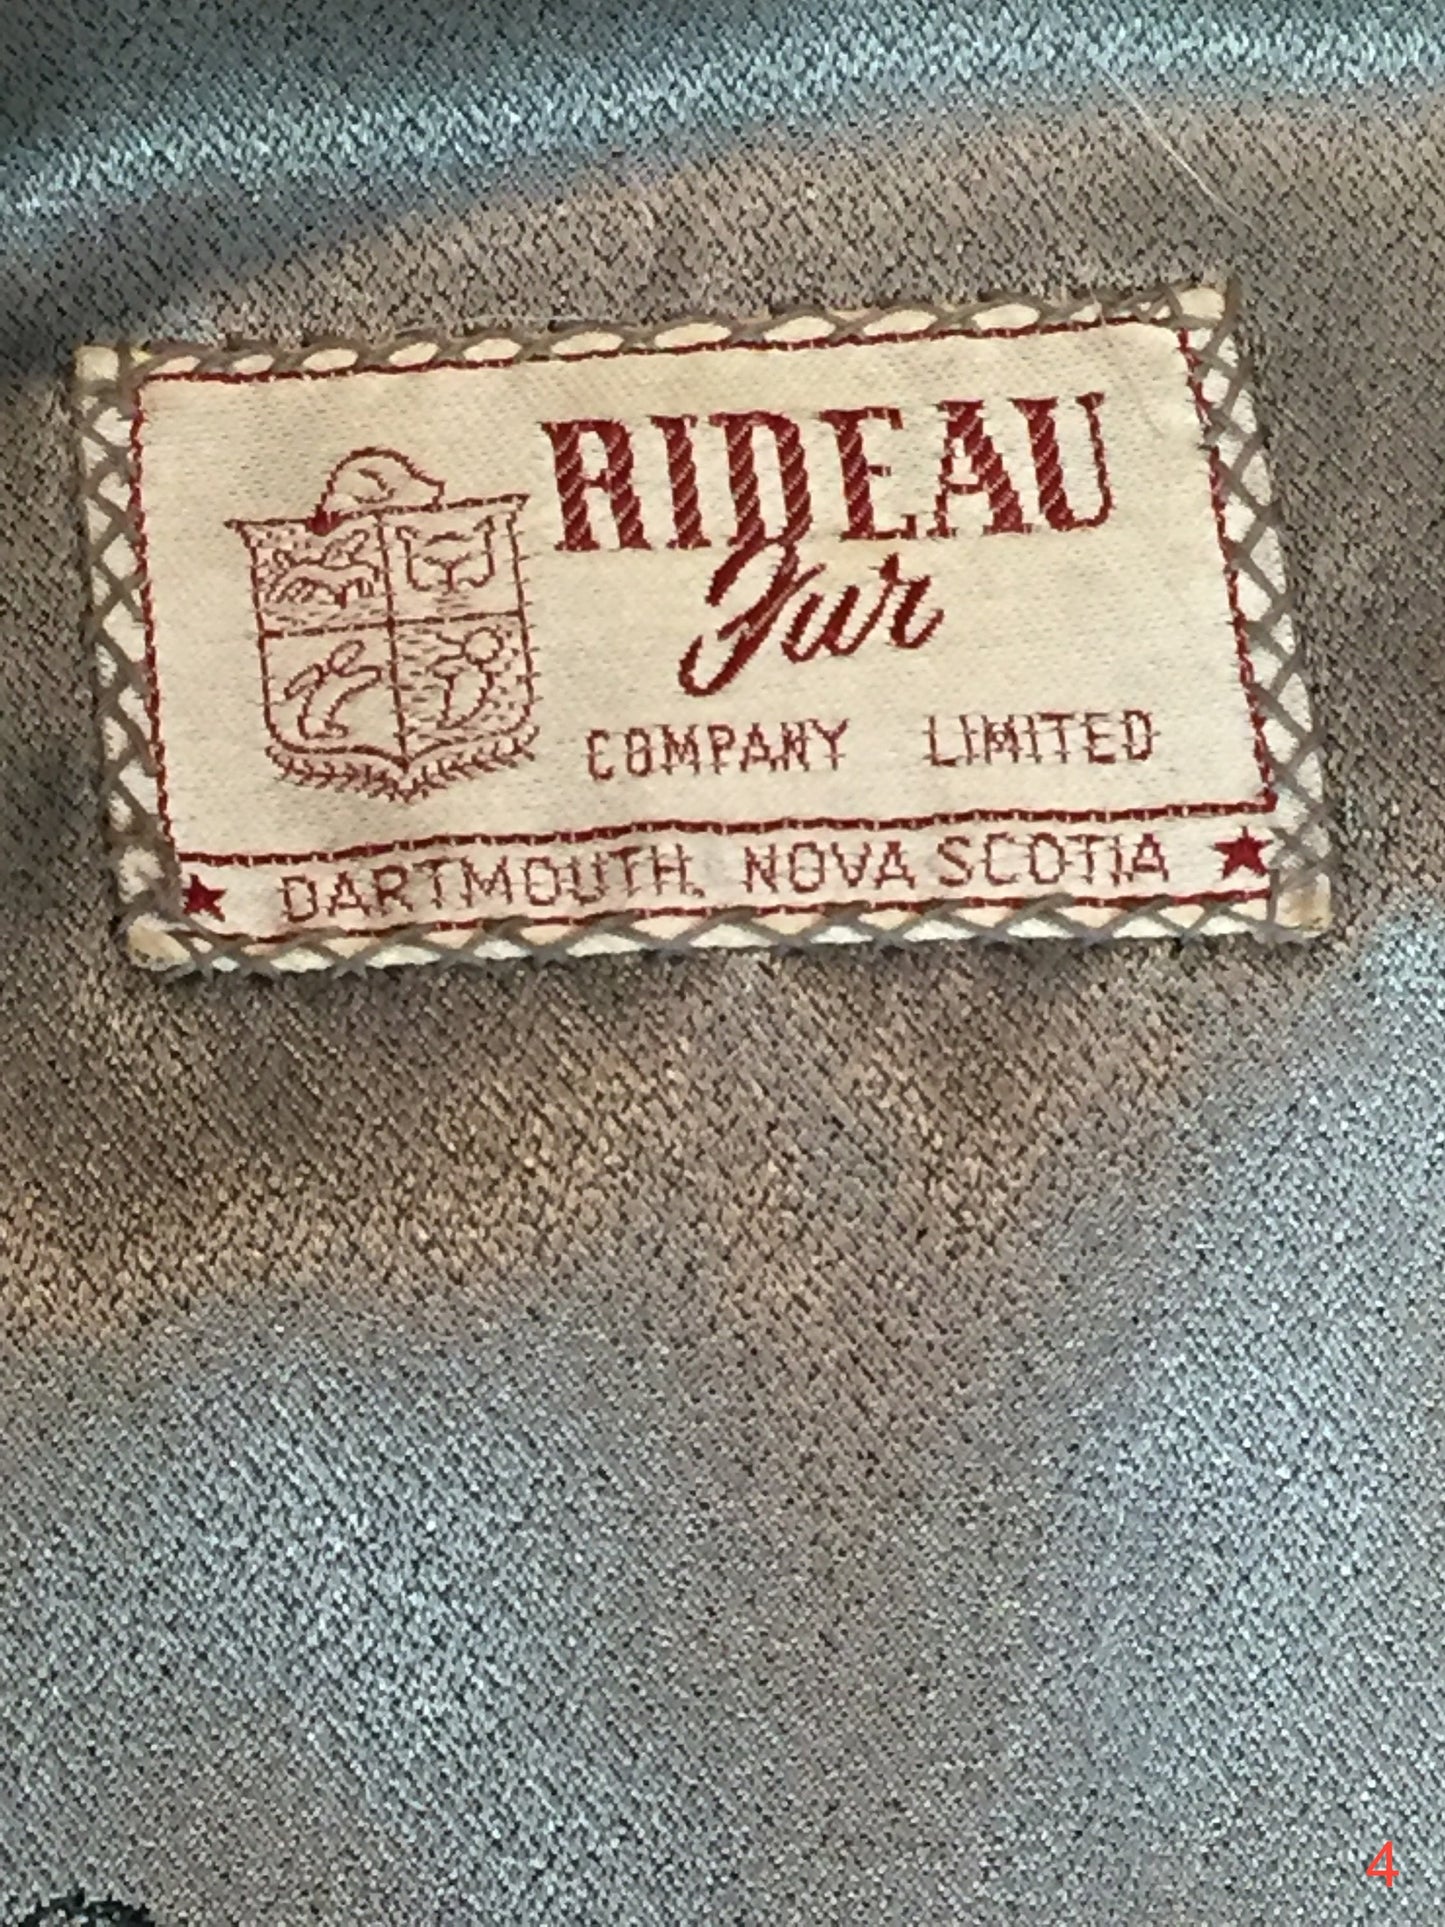 RIDEAU
Fur
COMPANY LIMITED
★ DARTMOUTH, NOVA SCOTIA ★
4